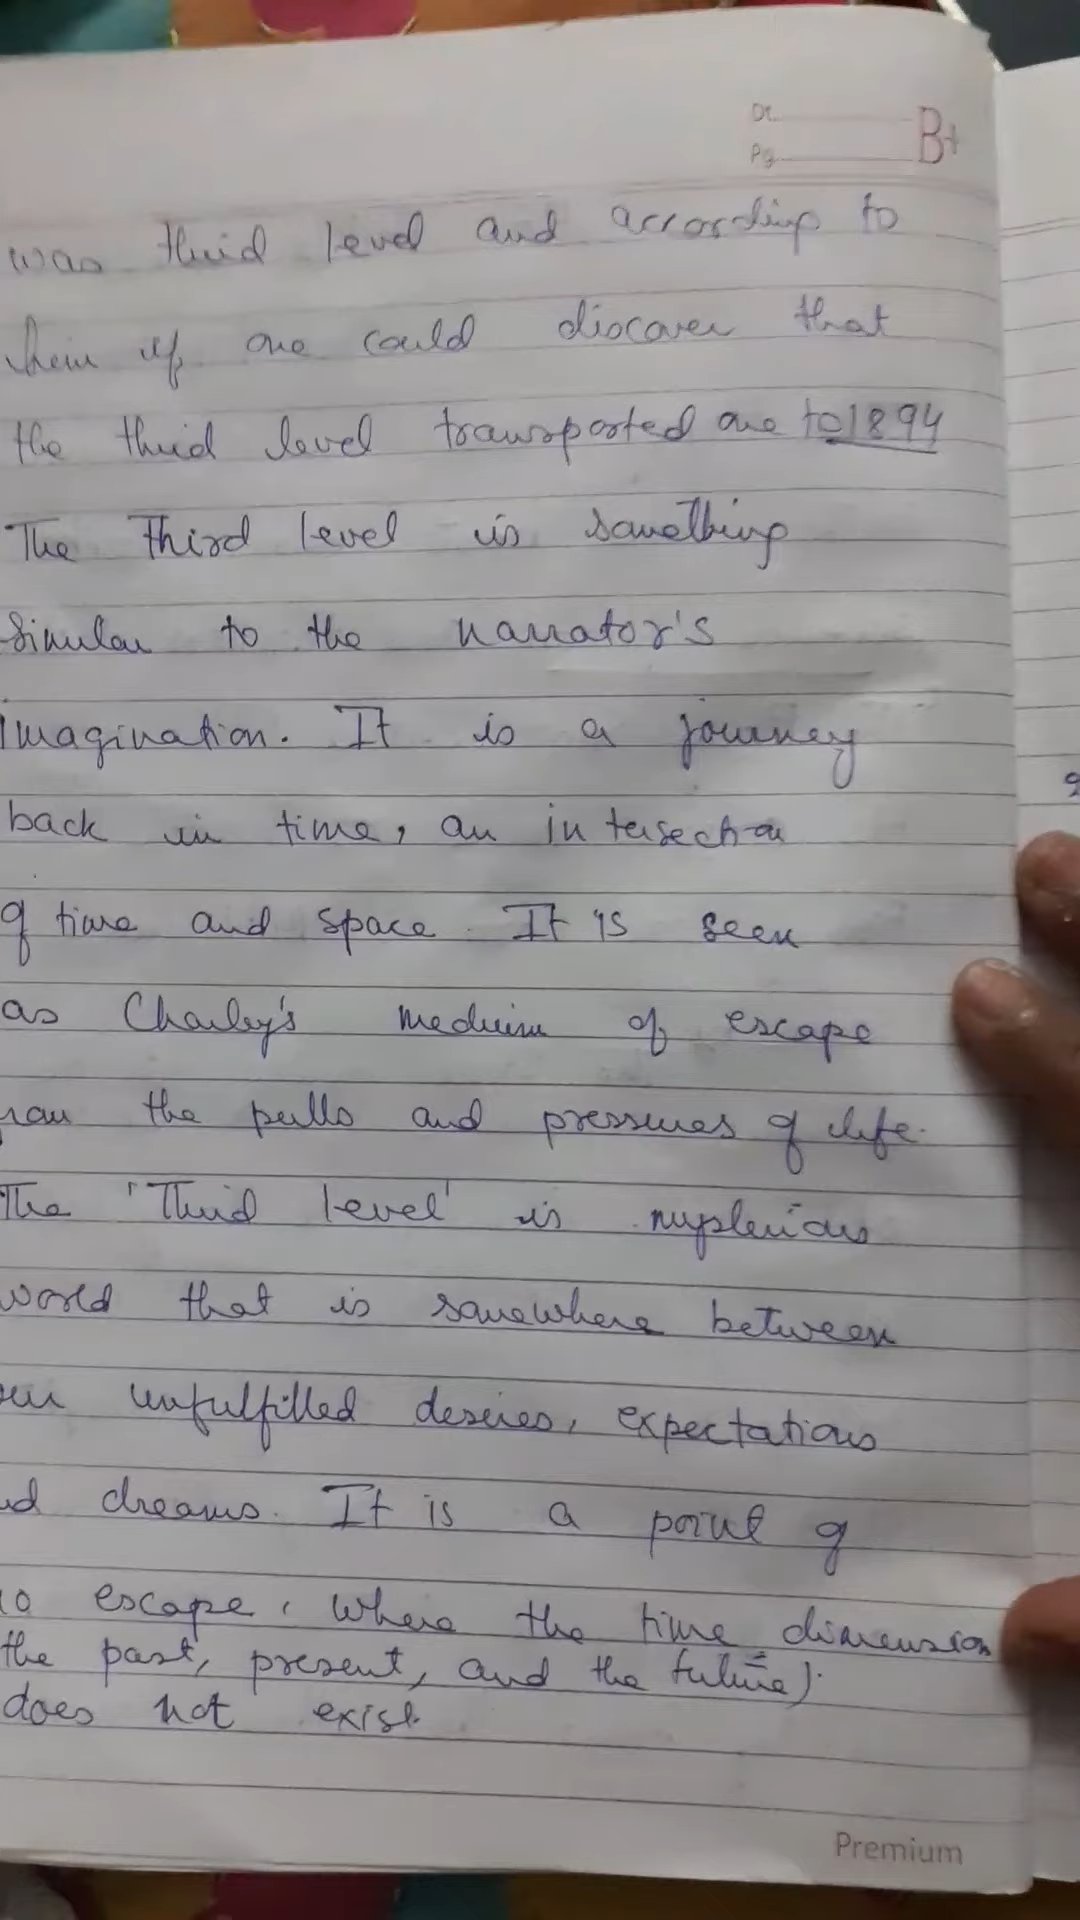 Dt.
Pg.
B+
was third level and according to
him if one could discover that
the third level transported one to 1894
The Third level is something
similar to the narrator's
imagination. It is a journey
back in time, an intersection
of time and space. It is seen
as Charley's medium of escape
from the pulls and pressures of life.
The 'Third level' is mysterious
world that is somewhere between
our unfulfilled desires, expectations
nd dreams. It is a point of
escape, where the time dimension
the past, present, and the future)
does not exist
Premium